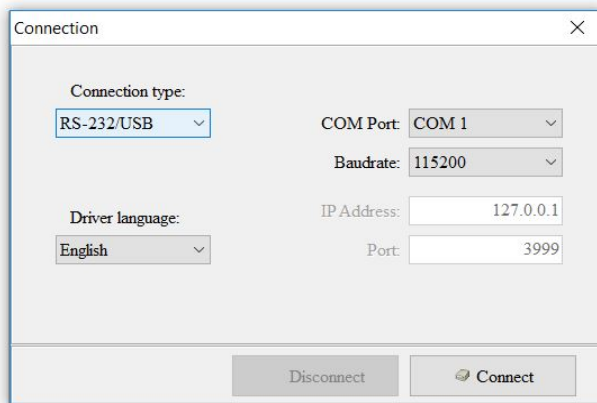 Connection
Connection type:
RS-232/USB
COM Port: COM 1
Baudrate: 115200
Driver language:
English
IP Address: 127.0.0.1
Port: 3999
Disconnect
Connect